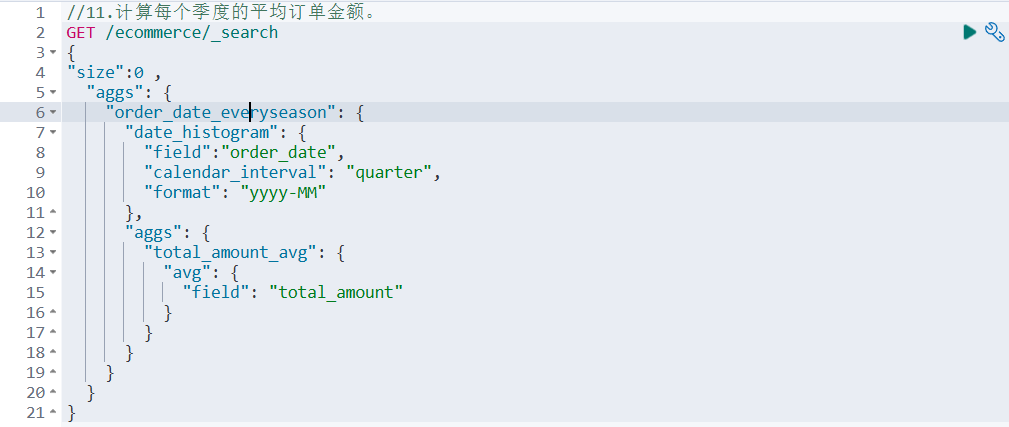 1 //11.计算每个季度的平均订单金额。
2 GET /ecommerce/_search
3 {
4 "size":0 ,
5   "aggs": {
6     "order_date_everyseason": {
7       "date_histogram": {
8         "field":"order_date",
9         "calendar_interval": "quarter",
10         "format": "yyyy-MM"
11       },
12       "aggs": {
13         "total_amount_avg": {
14           "avg": {
15             "field": "total_amount"
16           }
17         }
18       }
19     }
20   }
21 }